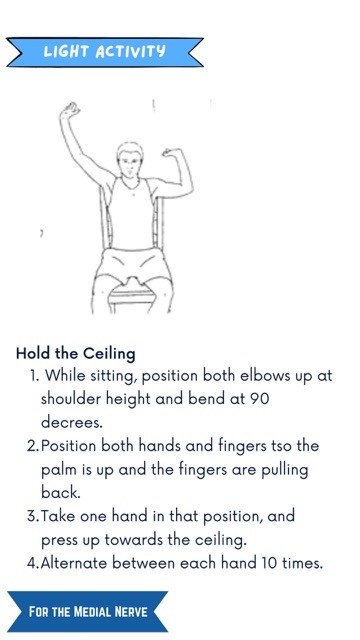 LIGHT ACTIVITY
Hold the Ceiling
1. While sitting, position both elbows up at
shoulder height and bend at 90
decrees.
2.Position both hands and fingers tso the
palm is up and the fingers are pulling
back.
3.Take one hand in that position, and
press up towards the ceiling.
4.Alternate between each hand 10 times.
FOR THE MEDIAL NERVE